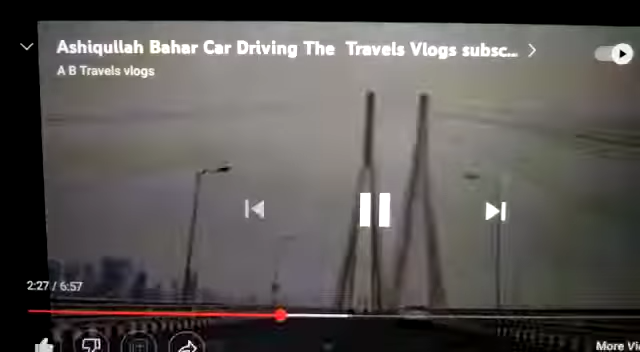 Ashiqullah Bahar Car Driving The Travels Vlogs subsc...
A B Travels vlogs
2:27 / 6:57
More Vi